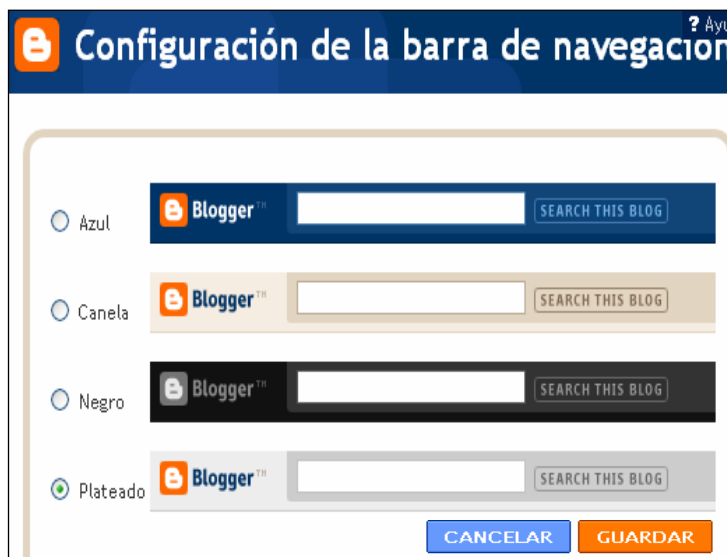 ? Ayu
Configuración de la barra de navegación
Azul
Blogger™
SEARCH THIS BLOG
Canela
Blogger™
SEARCH THIS BLOG
Negro
Blogger™
SEARCH THIS BLOG
Plateado
Blogger™
SEARCH THIS BLOG
CANCELAR
GUARDAR